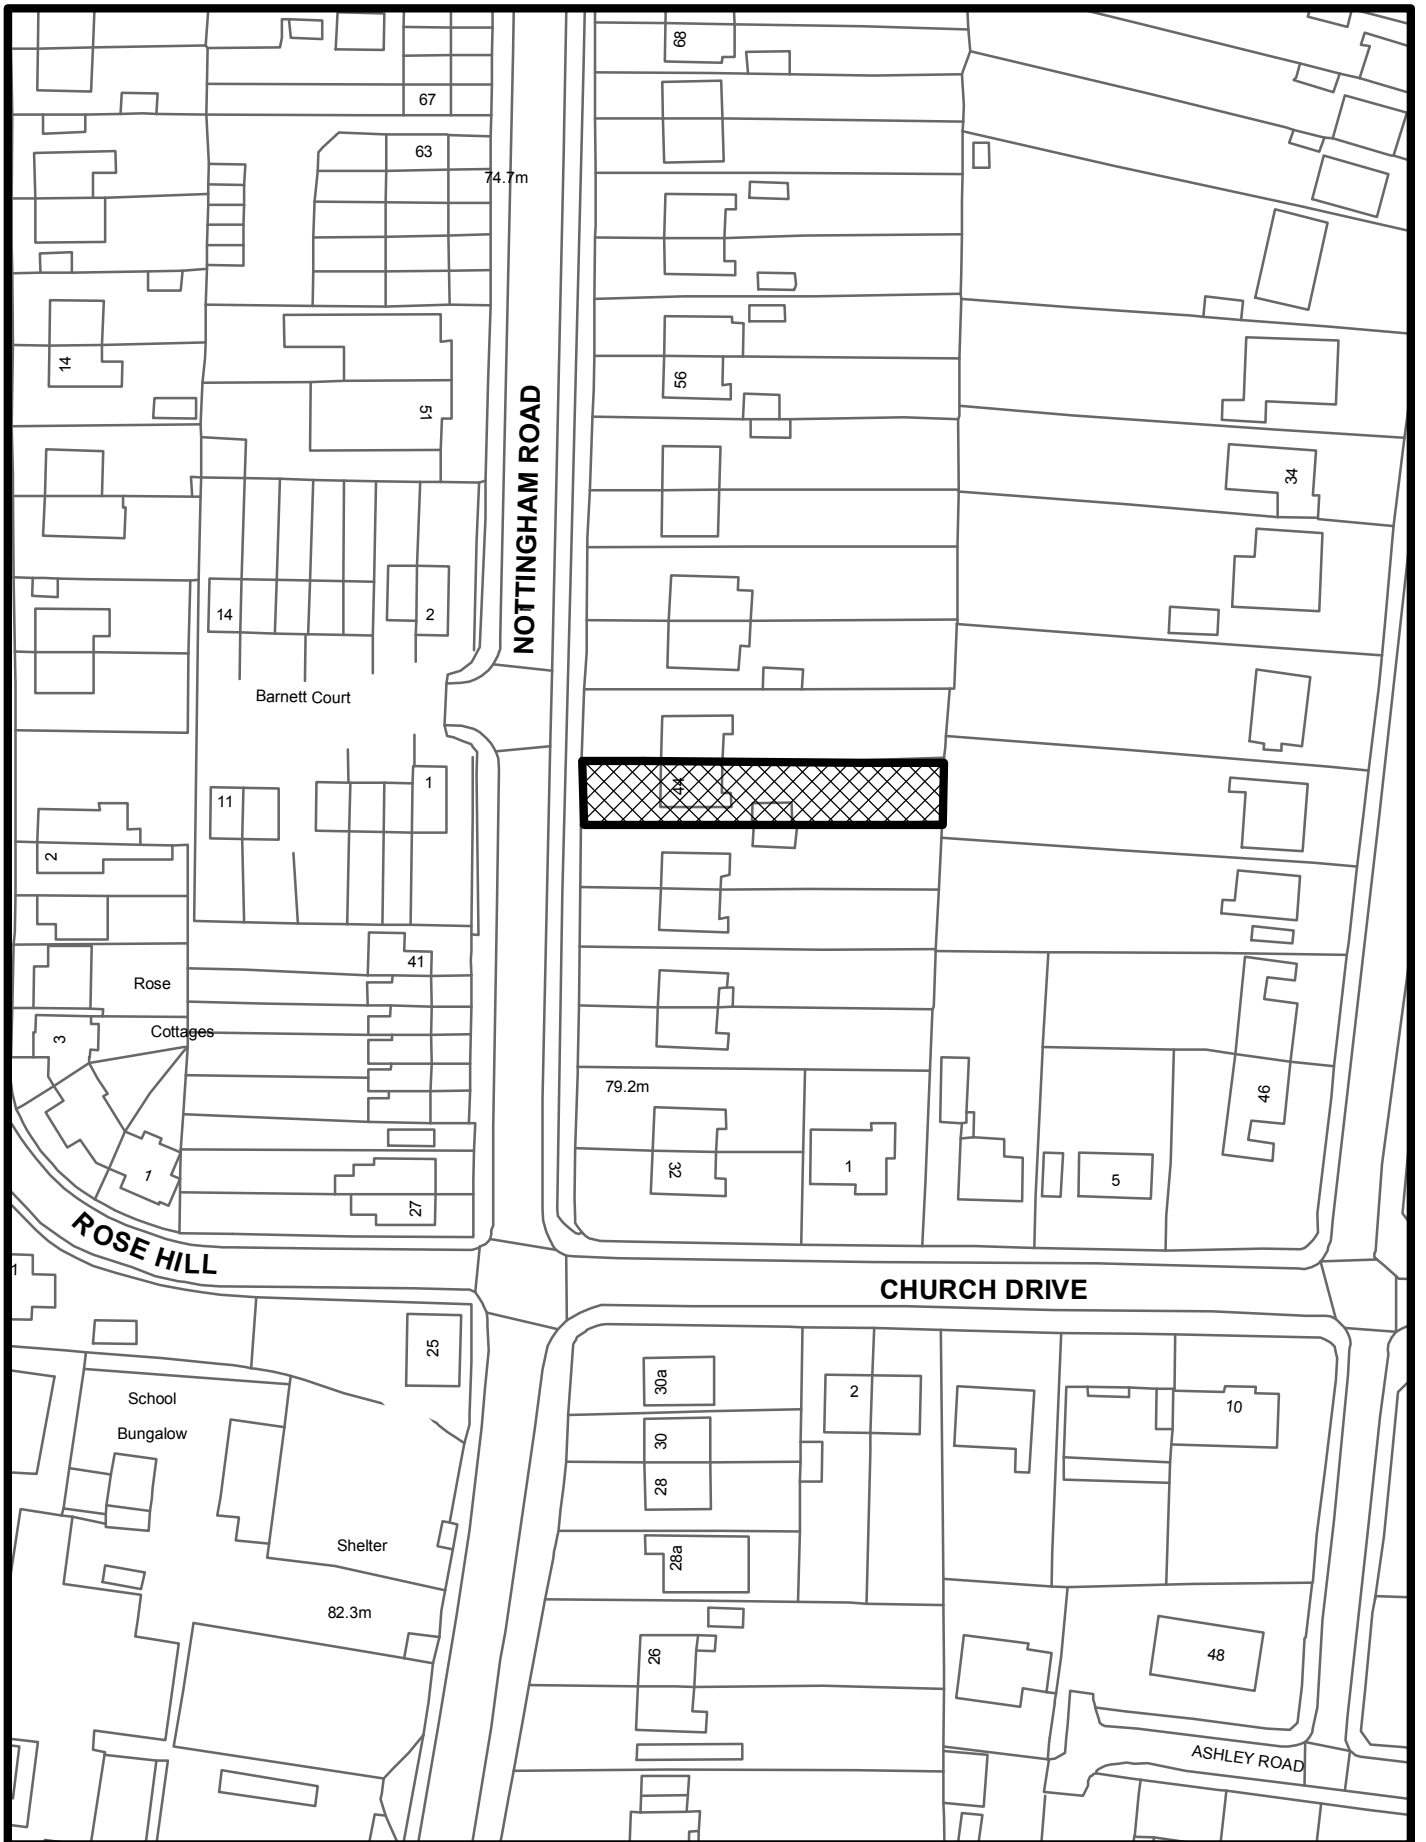 68
67
63
74.7m
14
56
51
34
NOTTINGHAM ROAD
14
2
Barnett Court
44
1
11
2
41
Rose
Cottages
3
79.2m
46
1
32
1
5
27
ROSE HILL
1
CHURCH DRIVE
25
30a
2
School
10
Bungalow
30
28
Shelter
28a
82.3m
26
48
ASHLEY ROAD